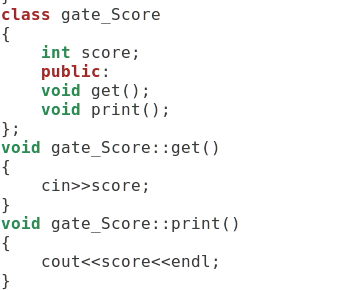 class gate_Score
{
    int score;
    public:
    void get();
    void print();
};
void gate_Score::get()
{
    cin>>score;
}
void gate_Score::print()
{
    cout<<score<<endl;
}